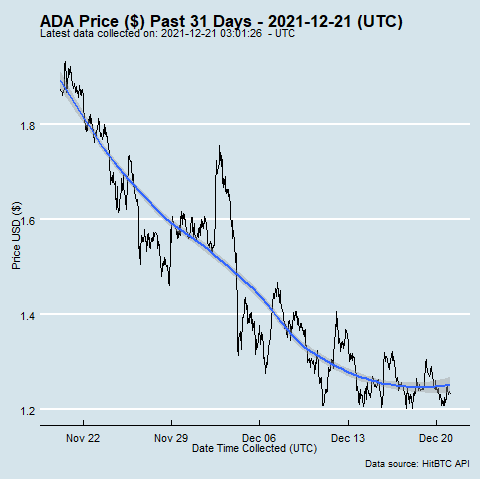 ADA Price ($) Past 31 Days - 2021-12-21 (UTC)
Latest data collected on: 2021-12-21 03:01:26 - UTC
1.8
1.6
1.4
1.2
Price USD ($)
Nov 22 Nov 29 Dec 06 Dec 13 Dec 20
Date Time Collected (UTC)
Data source: HitBTC API